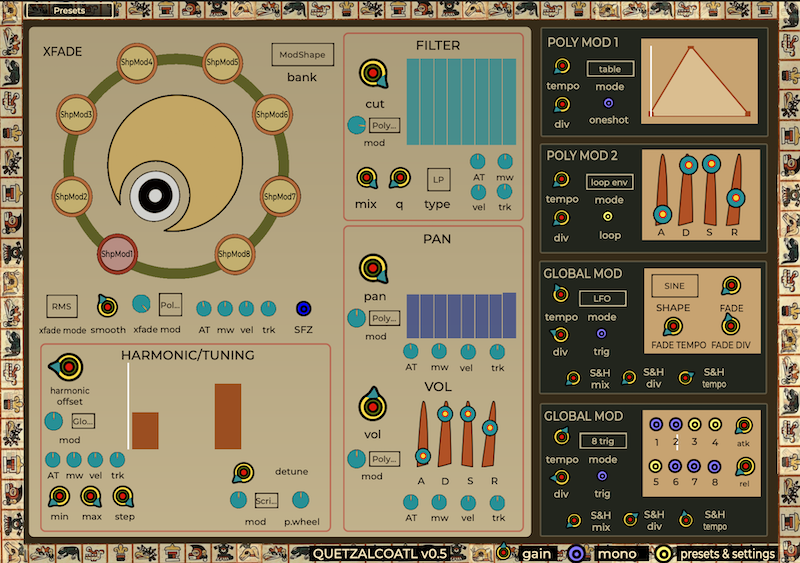 Presets
XFADE
ShpMod4
ShpMod5
ShpMod3
ShpMod6
ShpMod2
ShpMod7
ShpMod1
ShpMod8
ModShape
bank
RMS
xfade mode
smooth
xfade mod
Pol...
AT
mw
vel
trk
SFZ
HARMONIC/TUNING
harmonic
offset
Glo...
mod
AT
mw
vel
trk
min
max
step
detune
Scri...
mod
p.wheel
FILTER
cut
Poly...
mod
mix
q
LP
type
AT
mw
vel
trk
PAN
pan
Poly...
mod
AT
mw
vel
trk
VOL
vol
Poly...
mod
A
D
S
R
AT
mw
vel
trk
POLY MOD 1
tempo
table
mode
div
oneshot
POLY MOD 2
tempo
loop env
mode
div
loop
A
D
S
R
GLOBAL MOD
tempo
LFO
mode
div
trig
SINE
SHAPE
FADE
FADE TEMPO
FADE DIV
S&H
mix
S&H
div
S&H
tempo
GLOBAL MOD
tempo
8 trig
mode
div
trig
1
2
3
4
atk
5
6
7
8
rel
S&H
mix
S&H
div
S&H
tempo
QUETZALCOATL v0.5
gain
mono
presets & settings